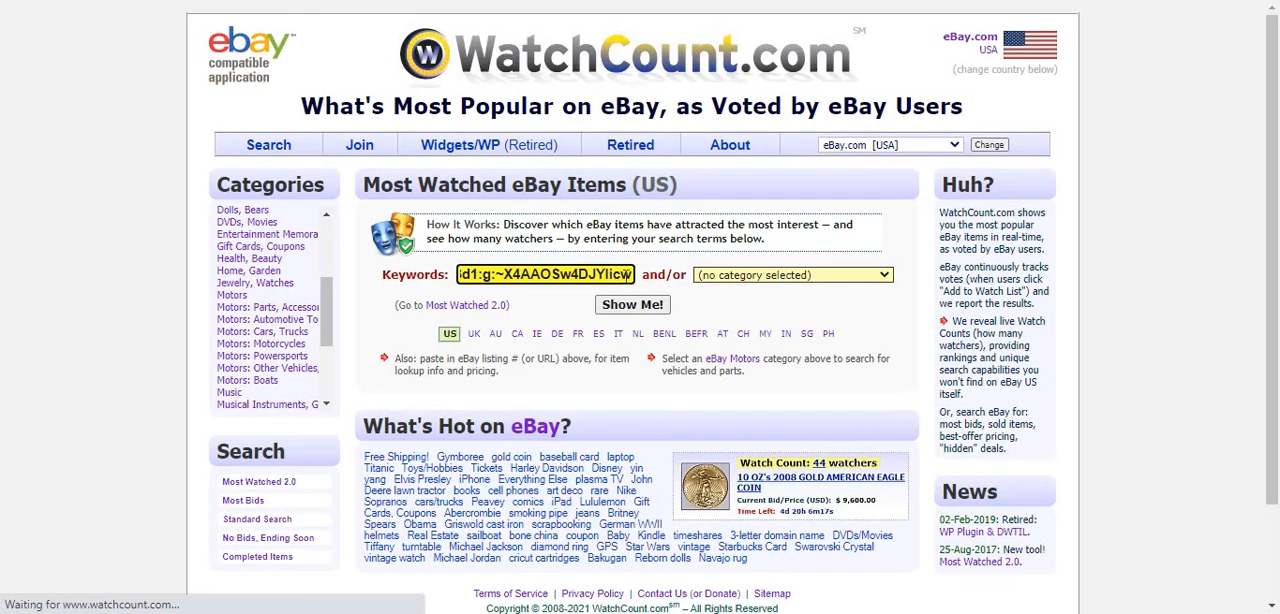 ebay™
compatible
application
WatchCount.com SM
eBay.com
USA
(change country below)
What's Most Popular on eBay, as Voted by eBay Users
Search
Join
Widgets/WP (Retired)
Retired
About
eBay.com [USA]
Change
Categories
Dolls, Bears
DVDs, Movies
Entertainment Memora
Gift Cards, Coupons
Health, Beauty
Home, Garden
Jewelry, Watches
Motors
Motors: Parts, Accessor
Motors: Automotive To
Motors: Cars, Trucks
Motors: Motorcycles
Motors: Powersports
Motors: Other Vehicles,
Motors: Boats
Music
Musical Instruments, G
Search
Most Watched 2.0
Most Bids
Standard Search
No Bids, Ending Soon
Completed Items
Most Watched eBay Items (US)
How It Works: Discover which eBay items have attracted the most interest — and
see how many watchers — by entering your search terms below.
Keywords: d1:g:~X4AAOSw4DJYlicw and/or (no category selected)
(Go to Most Watched 2.0)
Show Me!
US UK AU CA IE DE FR ES IT NL BENL BEFR AT CH MY IN SG PH
Also: paste in eBay listing # (or URL) above, for item
lookup info and pricing.
Select an eBay Motors category above to search for
vehicles and parts.
What's Hot on eBay?
Free Shipping! Gymboree gold coin baseball card laptop
Titanic Toys/Hobbies Tickets Harley Davidson Disney yin
yang Elvis Presley iPhone Everything Else plasma TV John
Deere lawn tractor books cell phones art deco rare Nike
Sopranos cars/trucks Peavey comics iPad Lululemon Gift
Cards, Coupons Abercrombie smoking pipe jeans Britney
Spears Obama Griswold cast iron scrapbooking German WWII
helmets Real Estate sailboat bone china coupon Baby Kindle timeshares 3-letter domain name DVDs/Movies
Tiffany turntable Michael Jackson diamond ring GPS Star Wars vintage Starbucks Card Swarovski Crystal
vintage watch Michael Jordan cricut cartridges Bakugan Reborn dolls Navajo rug
Watch Count: 44 watchers
10 OZ's 2008 GOLD AMERICAN EAGLE
COIN
Current Bid/Price (USD): $ 9,600.00
Time Left: 4d 20h 6m17s
Huh?
WatchCount.com shows
you the most popular
eBay items in real-time,
as voted by eBay users.
eBay continuously tracks
votes (when users click
"Add to Watch List") and
we report the results.
We reveal live Watch
Counts (how many
watchers), providing
rankings and unique
search capabilities you
won't find on eBay US
itself.
Or, search eBay for:
most bids, sold items,
best-offer pricing,
"hidden" deals.
News
02-Feb-2019: Retired:
WP Plugin & DWTIL.
25-Aug-2017: New tool!
Most Watched 2.0.
Terms of Service | Privacy Policy | Contact Us (or Donate) | Sitemap
Copyright © 2008-2021 WatchCount.com℠ – All Rights Reserved
Waiting for www.watchcount.com...